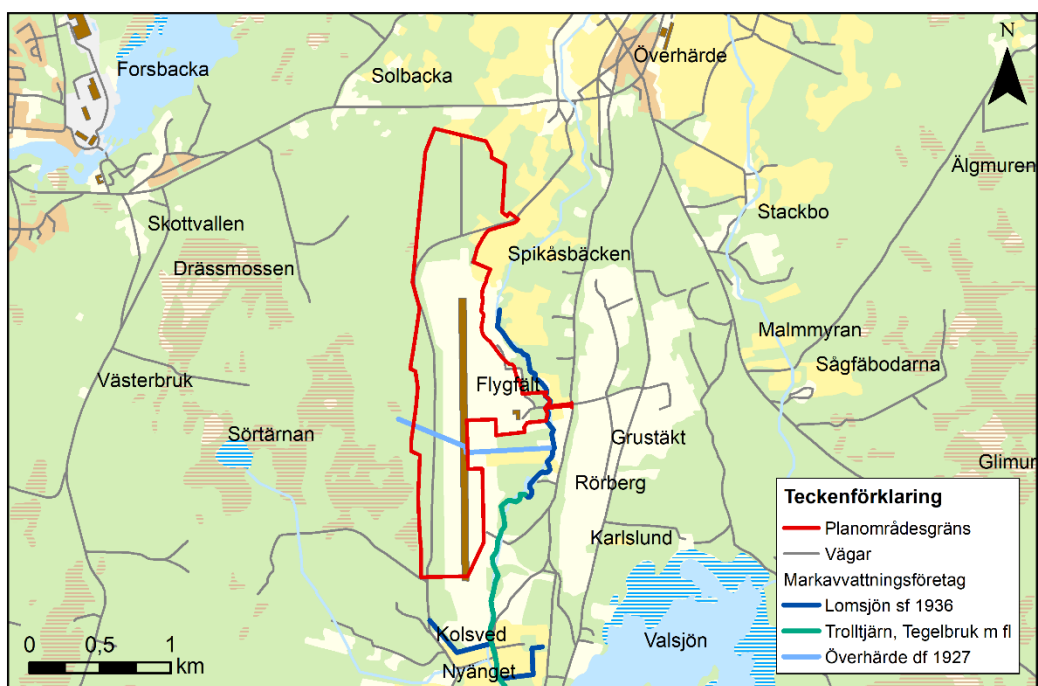 Forsbacka
Solbacka
Överhärde
N
Älgmuren
Skottvallen
Stackbo
Drässmossen
Spikåsbäcken
Malmmyran
Sågfäbodarna
Västerbruk
Flygfält
Sörtärnan
Grustäkt
Glimur
Rörberg
Karlslund
Kolsved
Valsjön
Nyänget
0 0,5 1
km
Teckenförklaring
Planområdesgräns
Vägar
Markavvattningsföretag
Lomsjön sf 1936
Trolltjärn, Tegelbruk m fl
Överhärde df 1927